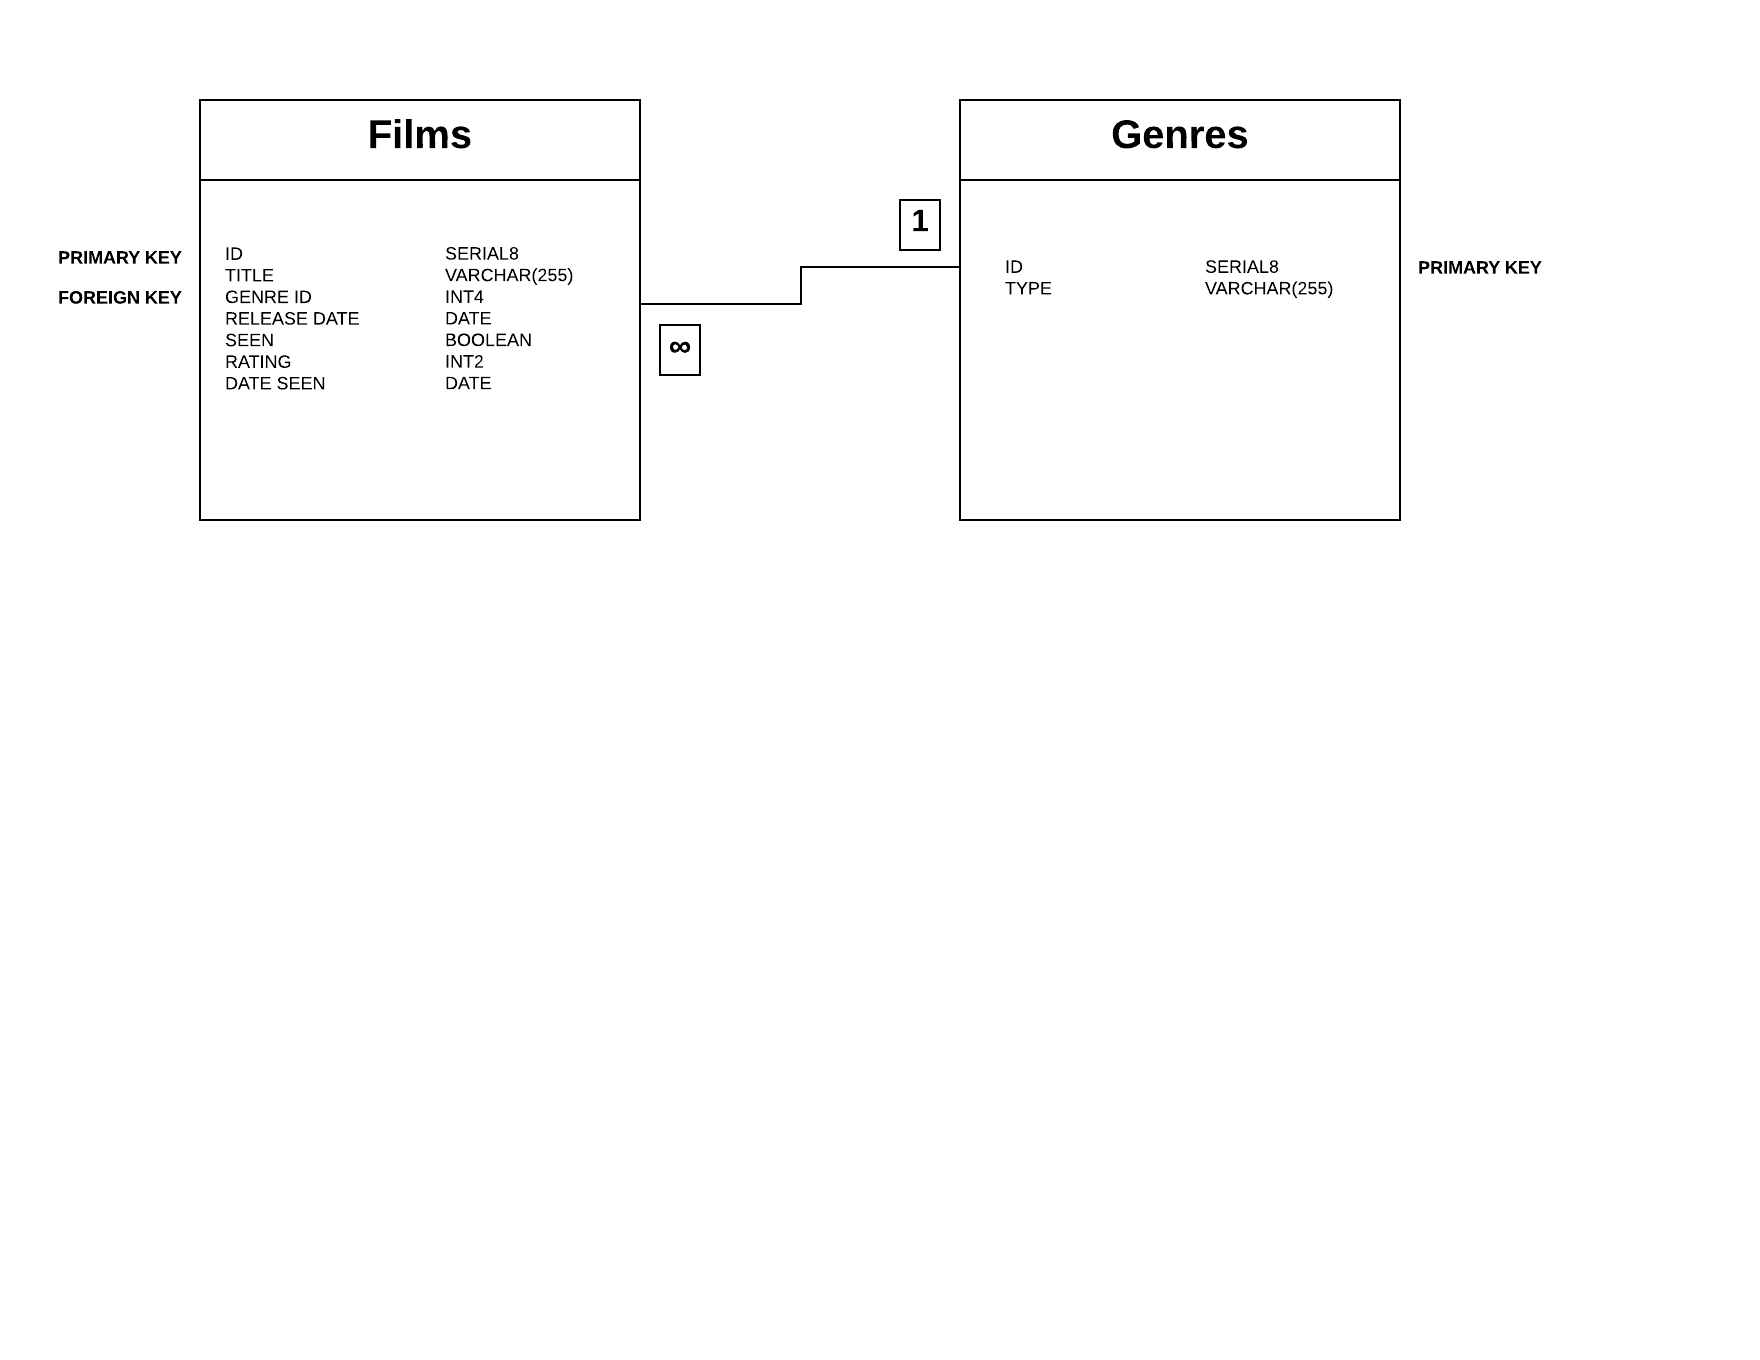 Films
PRIMARY KEY
FOREIGN KEY
ID SERIAL8
TITLE VARCHAR(255)
GENRE ID INT4
RELEASE DATE DATE
SEEN BOOLEAN
RATING INT2
DATE SEEN DATE
∞
1
Genres
ID SERIAL8
TYPE VARCHAR(255)
PRIMARY KEY